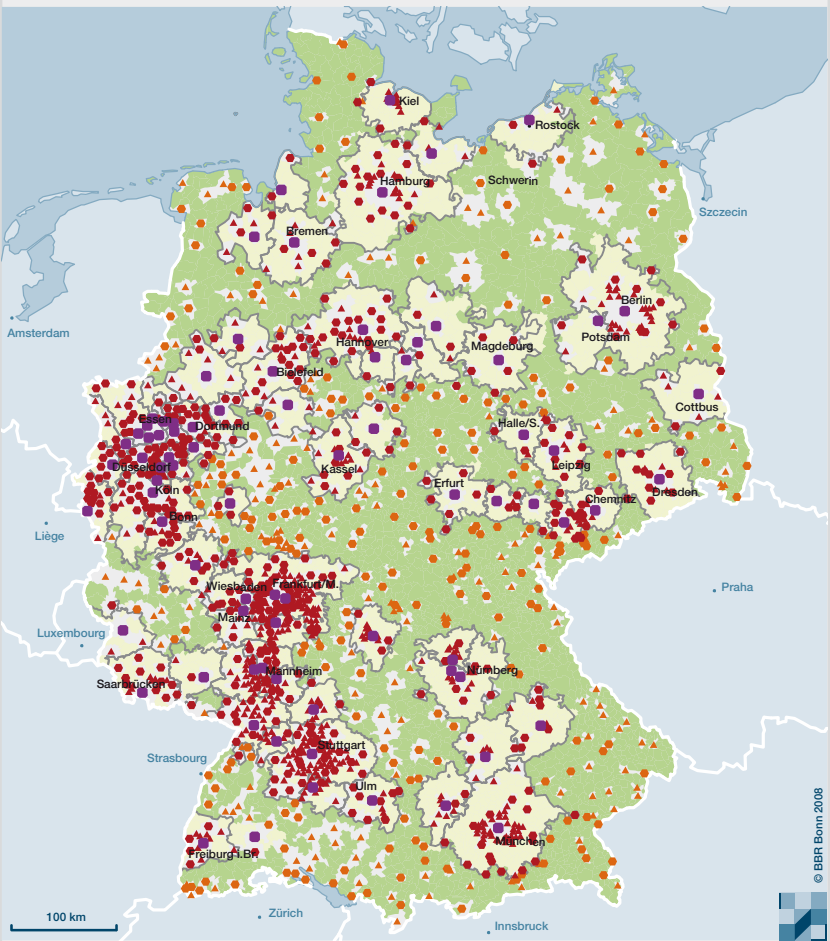 Kiel
Rostock
Hamburg
Schwerin
Szczecin
Bremen
Berlin
Amsterdam
Hannover
Potsdam
Magdeburg
Bielefeld
Cottbus
Essen
Dortmund
Halle/S.
Düsseldorf
Kassel
Leipzig
Köln
Erfurt
Dresden
Chemnitz
Bonn
Liège
Wiesbaden
Frankfurt/M.
Praha
Mainz
Luxembourg
Mannheim
Nürnberg
Saarbrücken
Stuttgart
Strasbourg
Ulm
München
Freiburg i.Br.
© BBR Bonn 2008
100 km
Zürich
Innsbruck